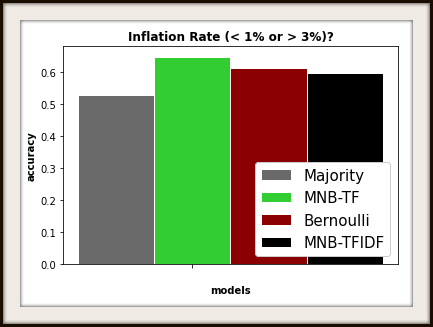 Inflation Rate (< 1% or > 3%)?
0.6
0.5
0.4
0.3
0.2
0.1
0.0
accuracy
Majority
MNB-TF
Bernoulli
MNB-TFIDF
models